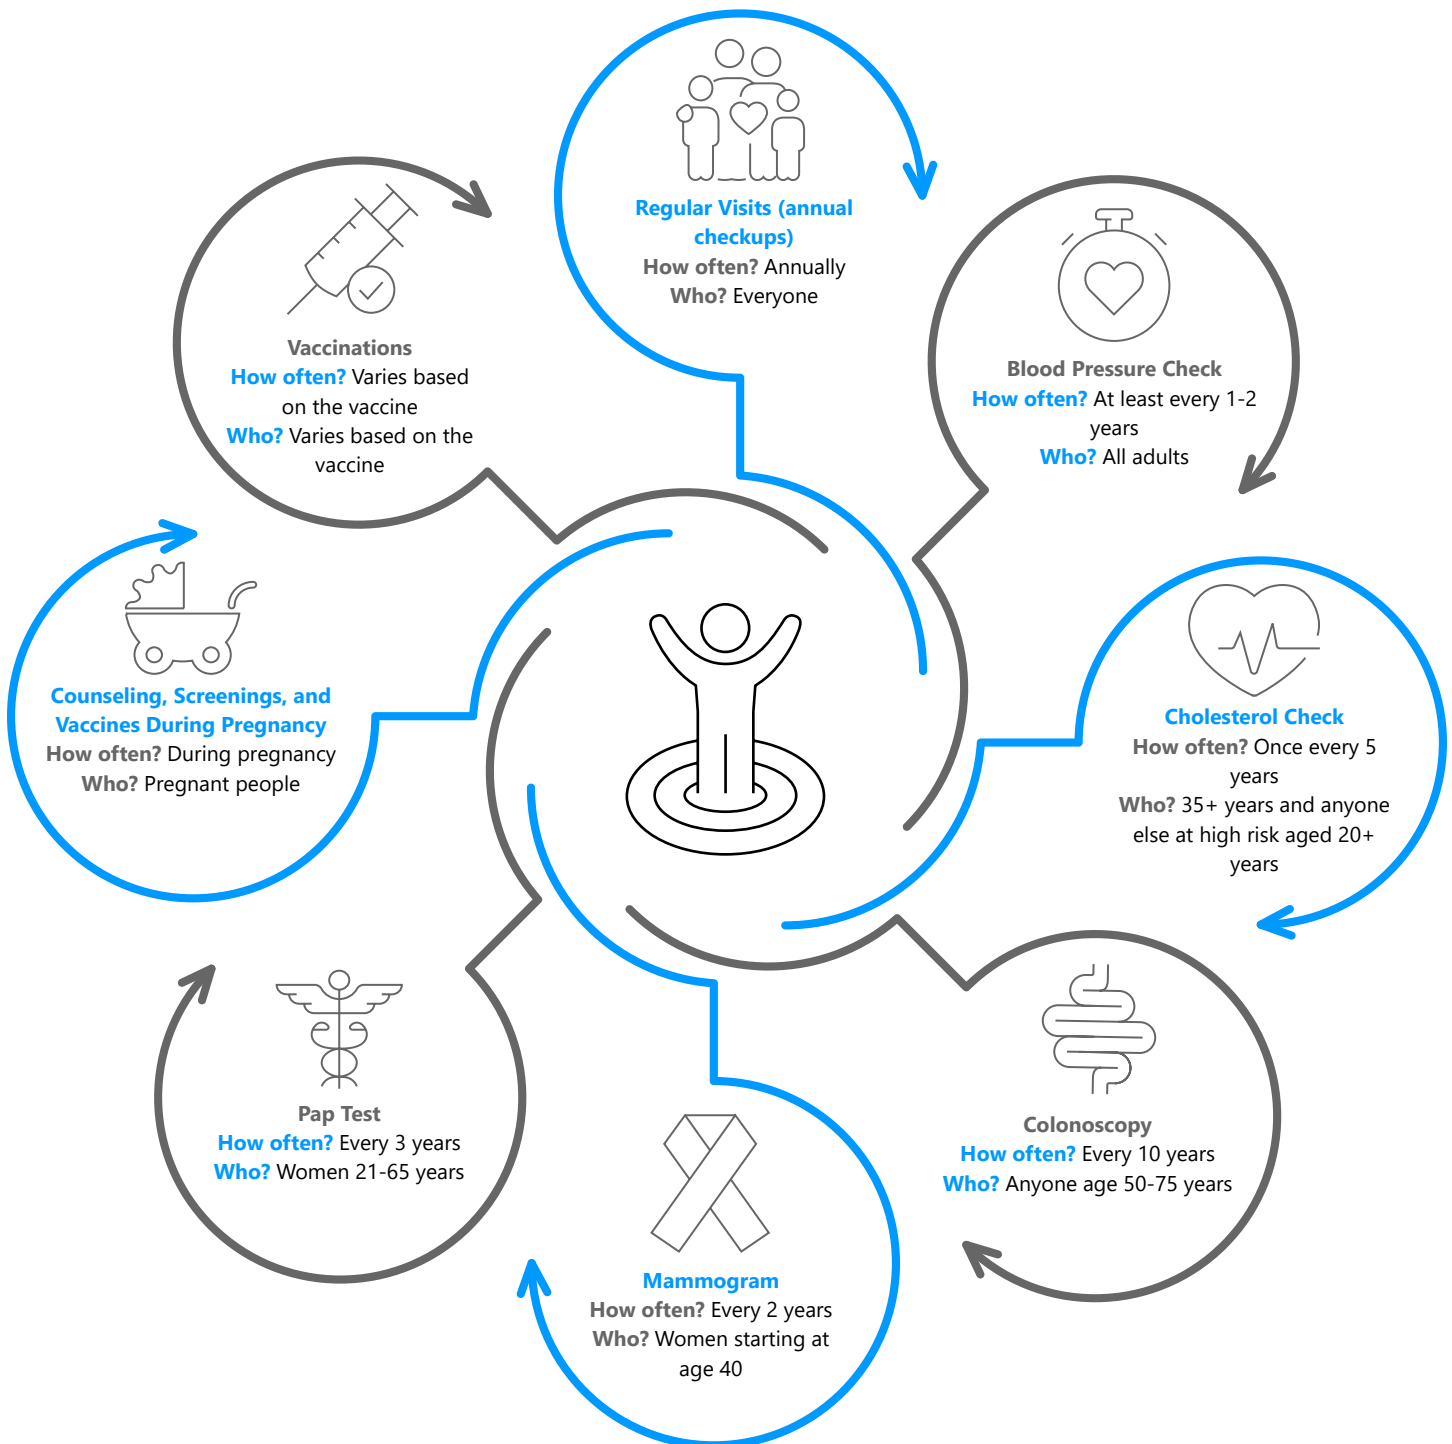 Regular Visits (annual
checkups)
How often? Annually
Who? Everyone
Blood Pressure Check
How often? At least every 1-2
years
Who? All adults
Cholesterol Check
How often? Once every 5
years
Who? 35+ years and anyone
else at high risk aged 20+
years
Colonoscopy
How often? Every 10 years
Who? Anyone age 50-75 years
Mammogram
How often? Every 2 years
Who? Women starting at
age 40
Pap Test
How often? Every 3 years
Who? Women 21-65 years
Counseling, Screenings, and
Vaccines During Pregnancy
How often? During pregnancy
Who? Pregnant people
Vaccinations
How often? Varies based
on the vaccine
Who? Varies based on the
vaccine